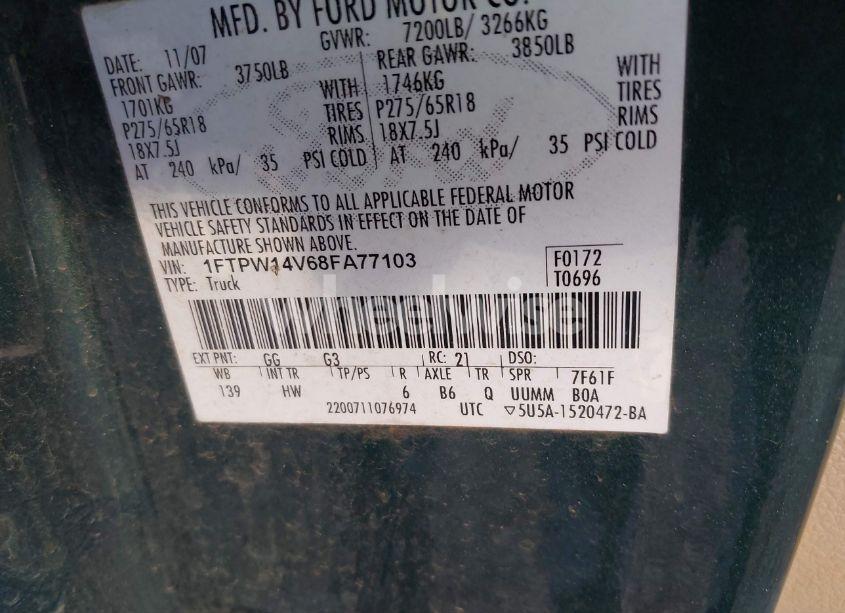 MFD. BY FORD MOTOR CO.
DATE: 11/07 GVWR: 7200LB/ 3266KG
FRONT GAWR: 3750LB REAR GAWR: 3850LB
1701KG WITH 1746KG WITH
P275/65R18 TIRES P275/65R18 TIRES
18X7.5J RIMS 18X7.5J RIMS
AT 240 kPa/ 35 PSI COLD AT 240 kPa/ 35 PSI COLD
THIS VEHICLE CONFORMS TO ALL APPLICABLE FEDERAL MOTOR
VEHICLE SAFETY STANDARDS IN EFFECT ON THE DATE OF
MANUFACTURE SHOWN ABOVE.
VIN: 1FTPW14V68FA77103 F0172
TYPE: Truck T0696
wheelwise
EXT PNT: GG G3 RC: 21 DSO:
WB INT TR TP/PS R AXLE TR SPR 7F61F
139 HW 6 B6 Q UUMM BOA
2200711076974 UTC ▽5U5A-1520472-BA